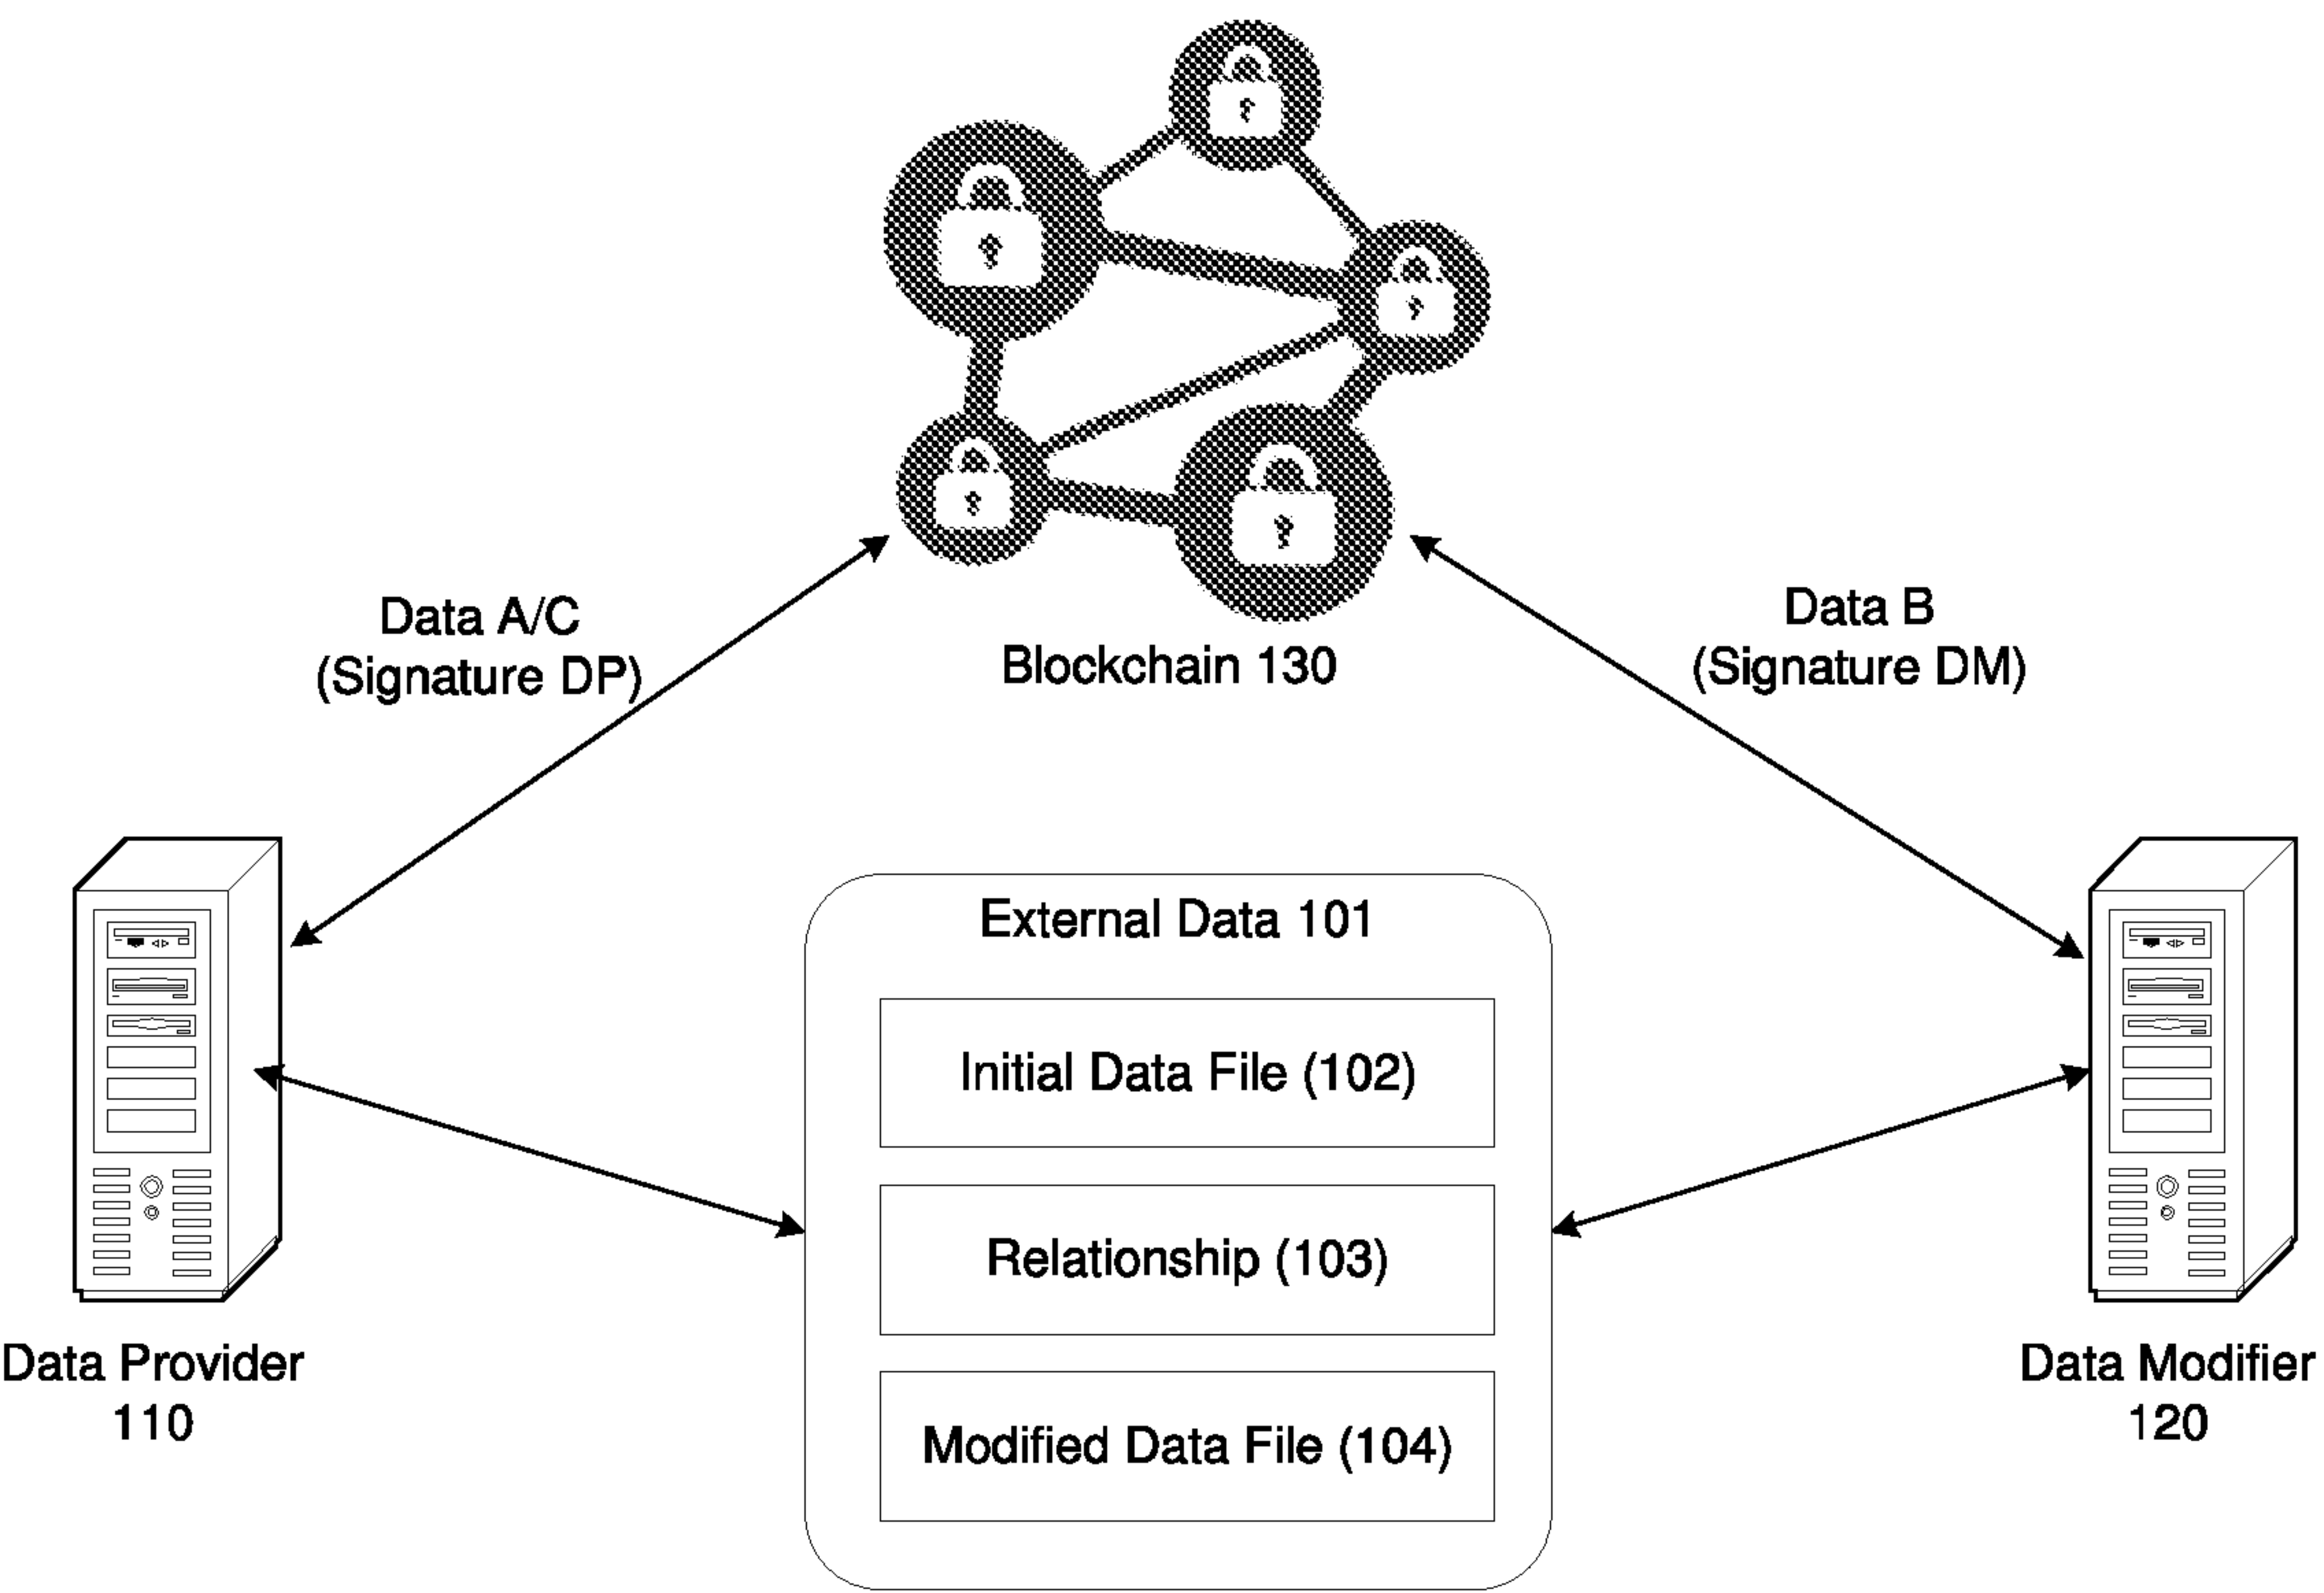 Data A/C
(Signature DP)
Blockchain 130
Data B
(Signature DM)
External Data 101
Initial Data File (102)
Relationship (103)
Modified Data File (104)
Data Provider
110
Data Modifier
120